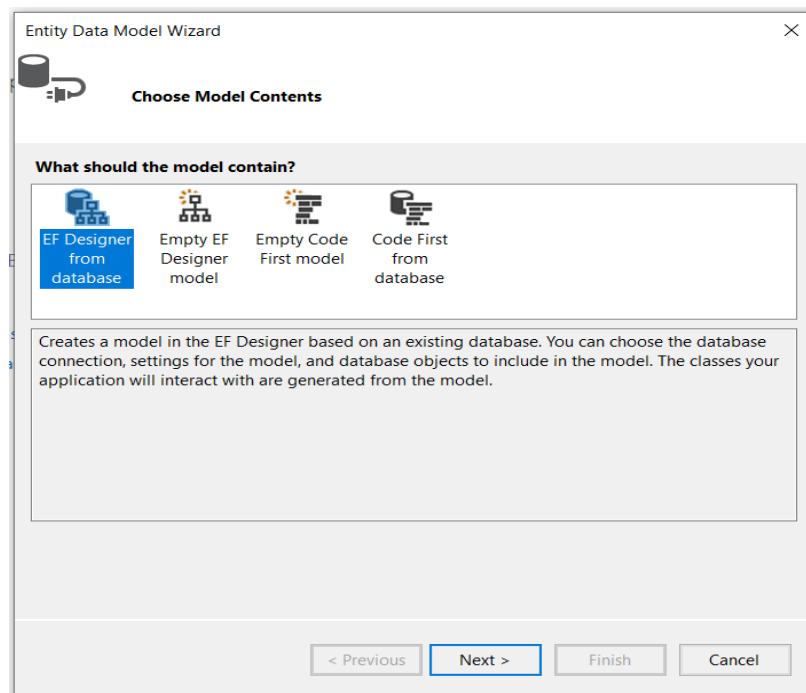 Entity Data Model Wizard
Choose Model Contents
What should the model contain?
EF Designer
from
database
Empty EF
Designer
model
Empty Code
First model
Code First
from
database
Creates a model in the EF Designer based on an existing database. You can choose the database
connection, settings for the model, and database objects to include in the model. The classes your
application will interact with are generated from the model.
< Previous
Next >
Finish
Cancel